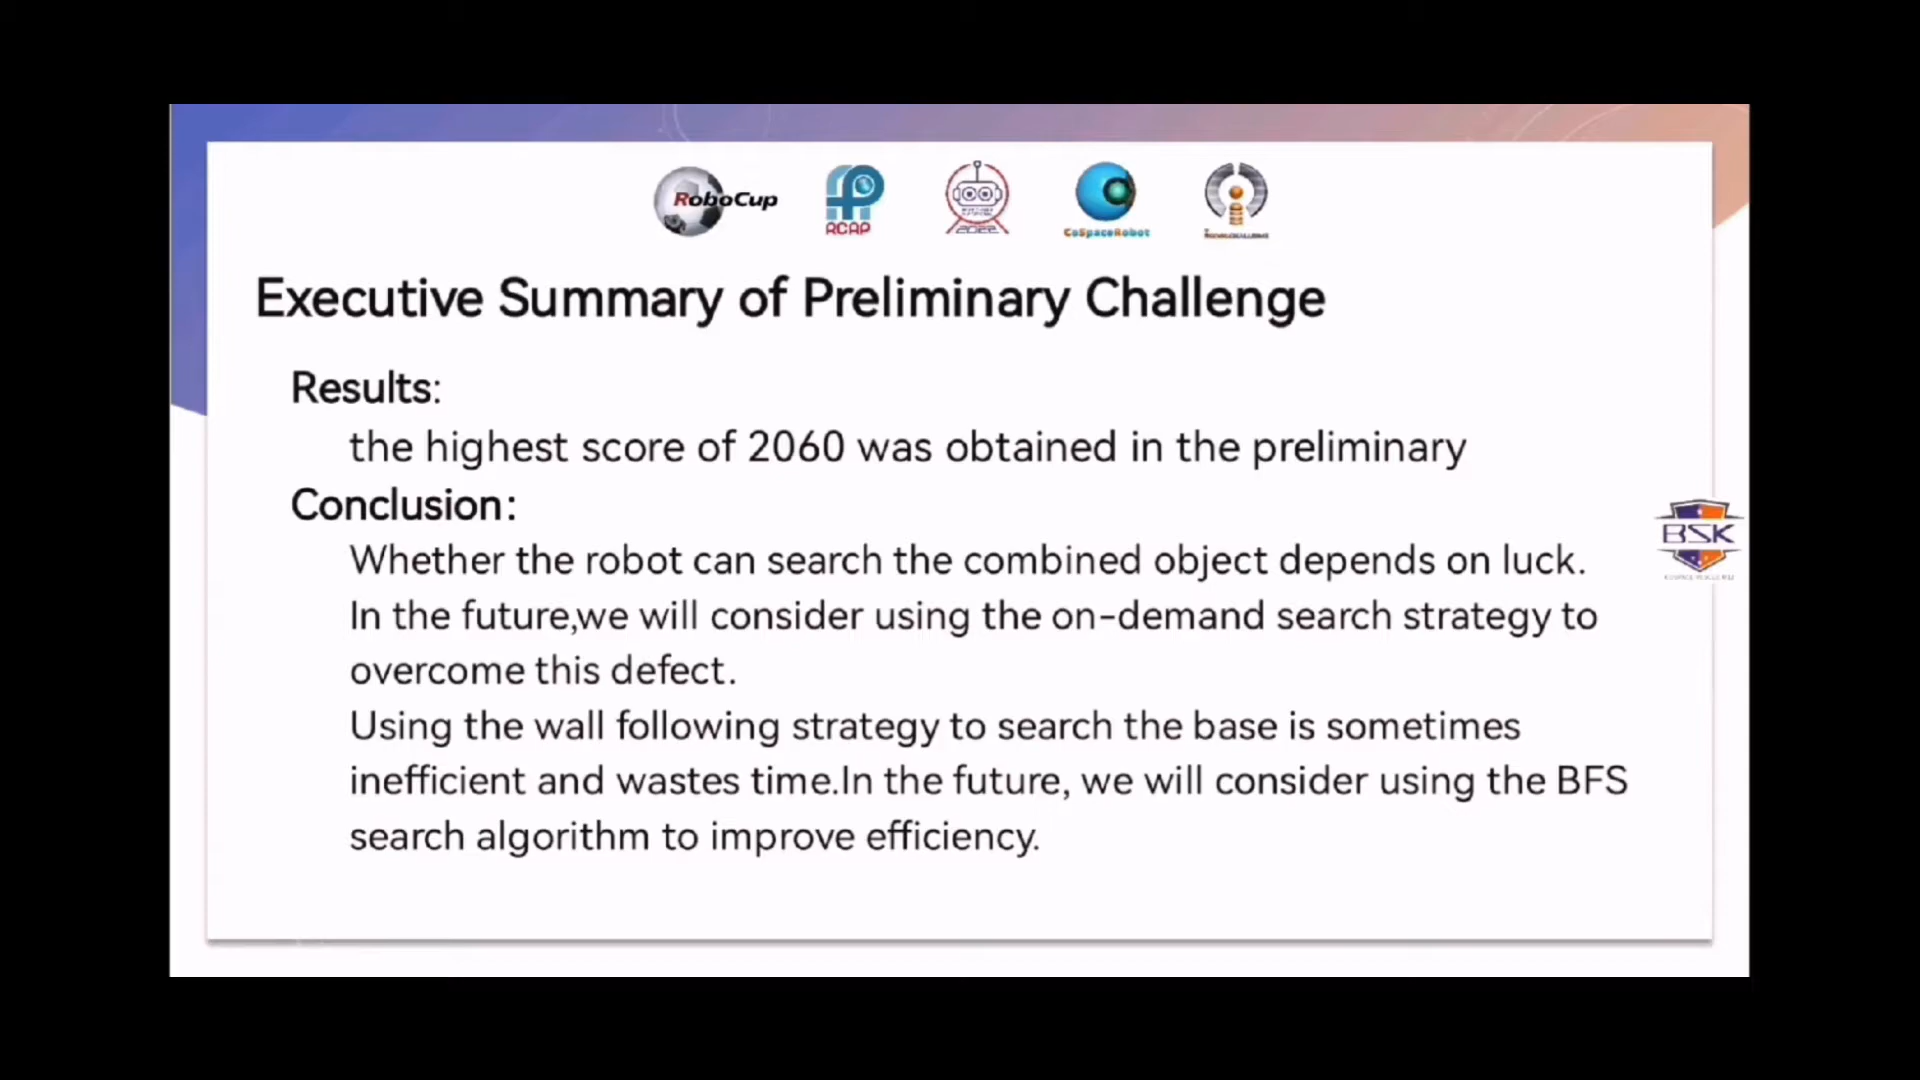 RoboCup
RCAP
2022
CoSpaceRobot
Executive Summary of Preliminary Challenge
Results:
the highest score of 2060 was obtained in the preliminary
Conclusion:
Whether the robot can search the combined object depends on luck.
In the future,we will consider using the on-demand search strategy to
overcome this defect.
BSK
Using the wall following strategy to search the base is sometimes
inefficient and wastes time.In the future, we will consider using the BFS
search algorithm to improve efficiency.